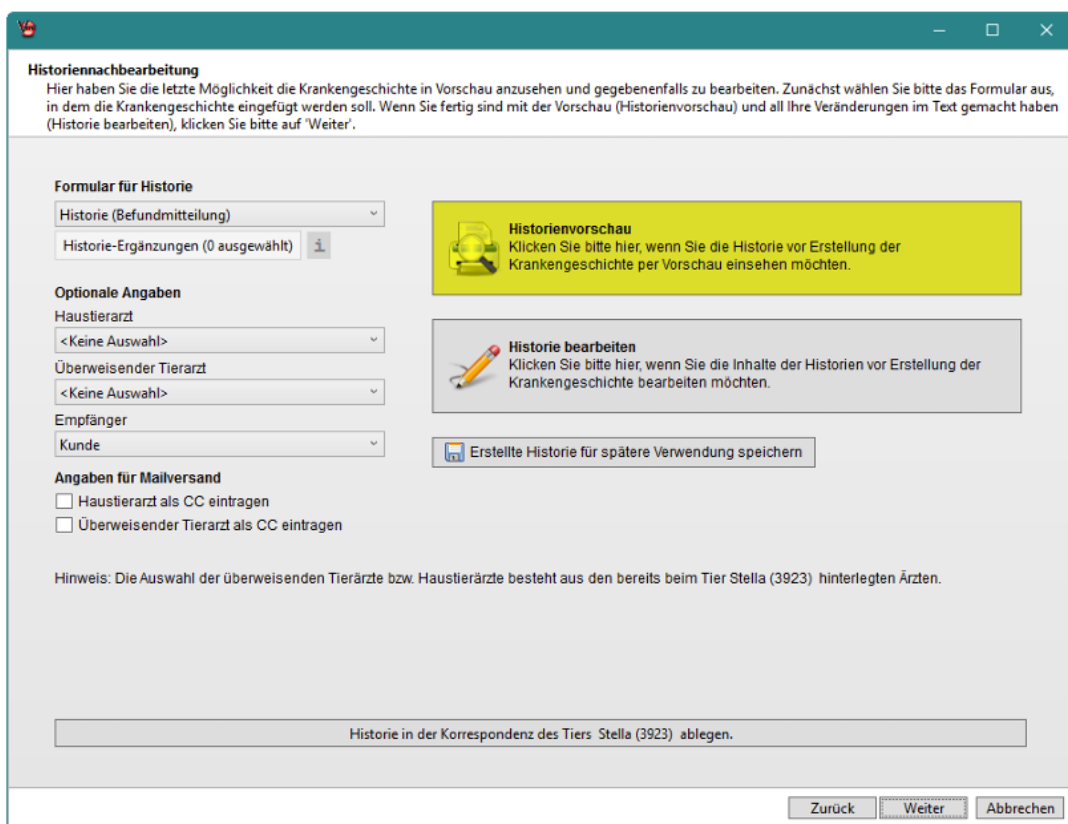 Historiennachbearbeitung
Hier haben Sie die letzte Möglichkeit die Krankengeschichte in Vorschau anzusehen und gegebenenfalls zu bearbeiten. Zunächst wählen Sie bitte das Formular aus,
in dem die Krankengeschichte eingefügt werden soll. Wenn Sie fertig sind mit der Vorschau (Historienvorschau) und all Ihre Veränderungen im Text gemacht haben
(Historie bearbeiten), klicken Sie bitte auf 'Weiter'.
Formular für Historie
Historie (Befundmitteilung)
Historie-Ergänzungen (0 ausgewählt) i
Optionale Angaben
Haustierarzt
<Keine Auswahl>
Überweisender Tierarzt
<Keine Auswahl>
Empfänger
Kunde
Angaben für Mailversand
Haustierarzt als CC eintragen
Überweisender Tierarzt als CC eintragen
Historienvorschau
Klicken Sie bitte hier, wenn Sie die Historie vor Erstellung der
Krankengeschichte per Vorschau einsehen möchten.
Historie bearbeiten
Klicken Sie bitte hier, wenn Sie die Inhalte der Historien vor Erstellung der
Krankengeschichte bearbeiten möchten.
Erstellte Historie für spätere Verwendung speichern
Hinweis: Die Auswahl der überweisenden Tierärzte bzw. Haustierärzte besteht aus den bereits beim Tier Stella (3923) hinterlegten Ärzten.
Historie in der Korrespondenz des Tiers Stella (3923) ablegen.
Zurück Weiter Abbrechen